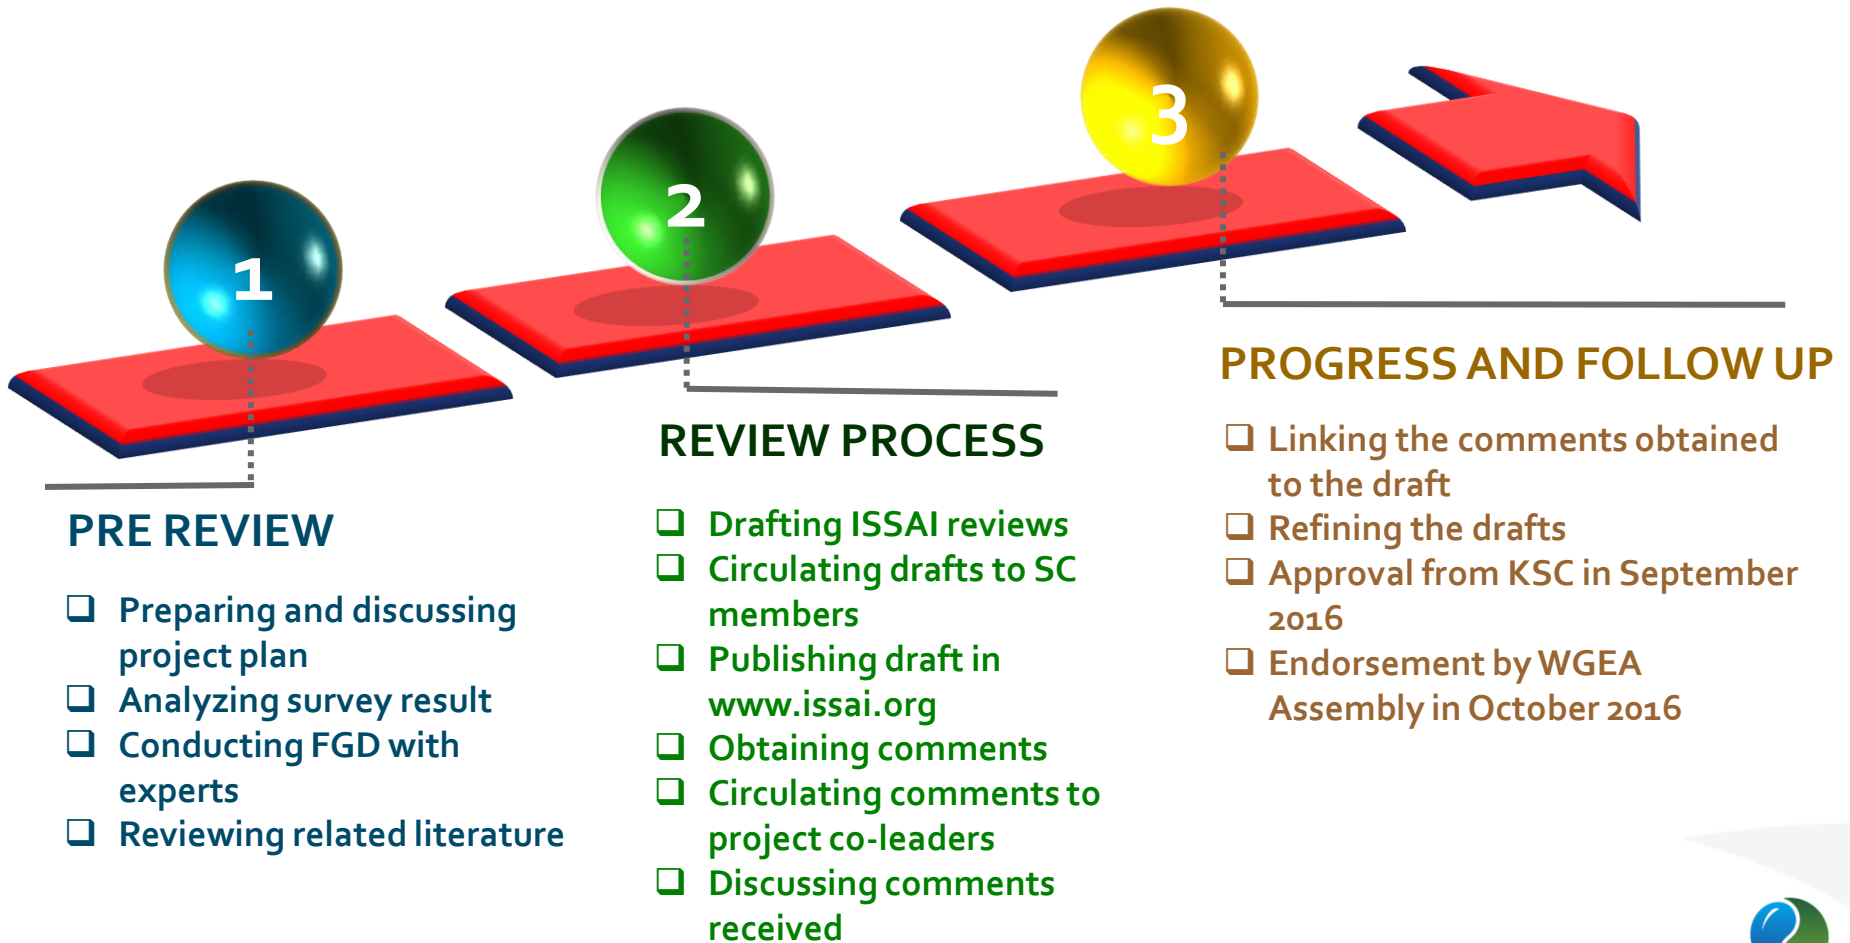 1
2
3
PRE REVIEW
❑ Preparing and discussing
project plan
❑ Analyzing survey result
❑ Conducting FGD with
experts
❑ Reviewing related literature
REVIEW PROCESS
❑ Drafting ISSAI reviews
❑ Circulating drafts to SC
members
❑ Publishing draft in
www.issai.org
❑ Obtaining comments
❑ Circulating comments to
project co-leaders
❑ Discussing comments
received
PROGRESS AND FOLLOW UP
❑ Linking the comments obtained
to the draft
❑ Refining the drafts
❑ Approval from KSC in September
2016
❑ Endorsement by WGEA
Assembly in October 2016